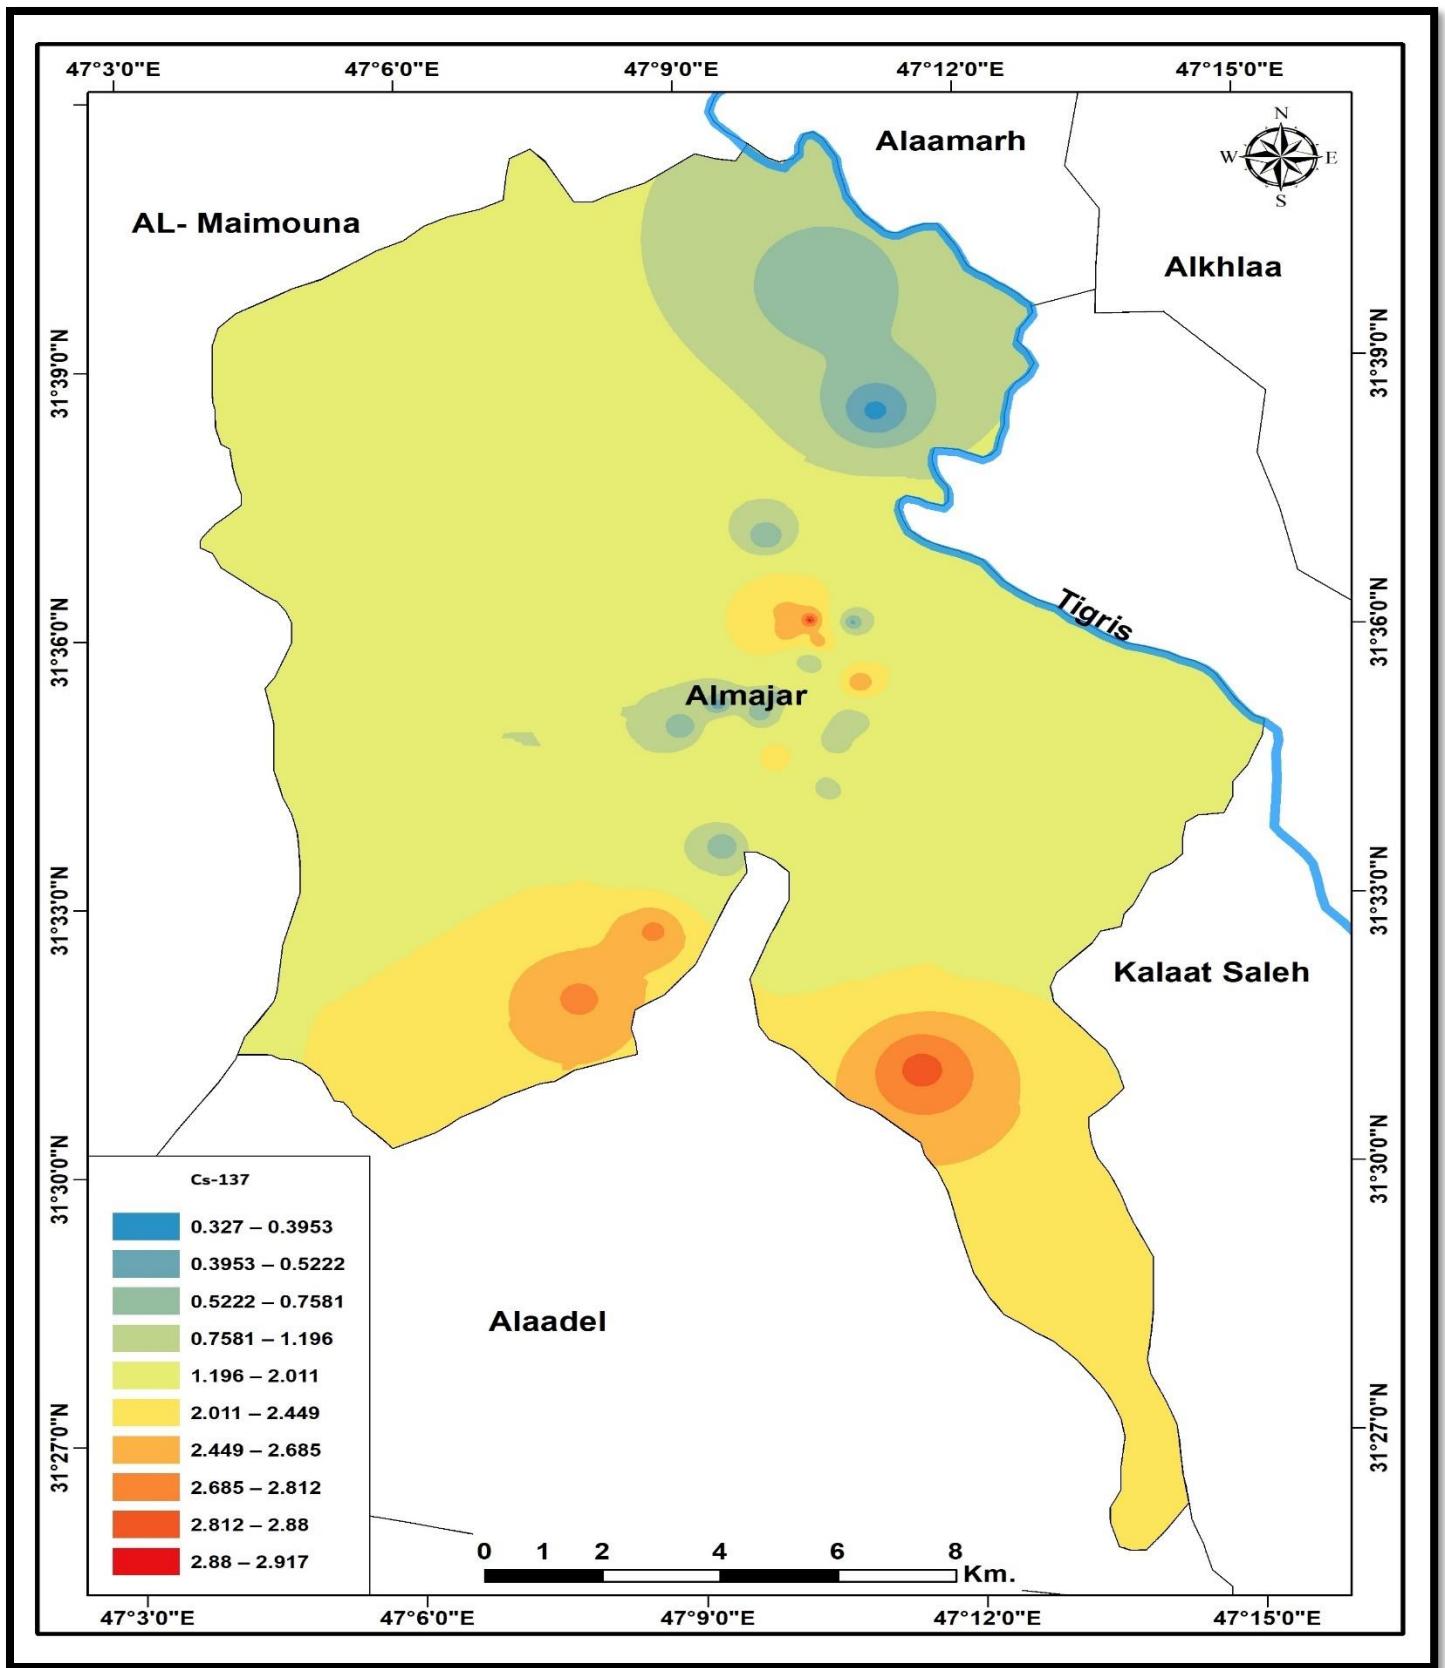 47°3'0"E 47°6'0"E 47°9'0"E 47°12'0"E 47°15'0"E
Alaamarh
N
W E
S
AL- Maimouna
Alkhlaa
31°39'0"N 31°39'0"N
Tigris
31°36'0"N 31°36'0"N
Almajar
31°33'0"N 31°33'0"N
Kalaat Saleh
31°30'0"N 31°30'0"N
Cs-137
0.327 – 0.3953
0.3953 – 0.5222
0.5222 – 0.7581
0.7581 – 1.196
1.196 – 2.011
2.011 – 2.449
2.449 – 2.685
2.685 – 2.812
2.812 – 2.88
2.88 – 2.917
Alaadel
31°27'0"N 31°27'0"N
0 1 2 4 6 8
Km.
47°3'0"E 47°6'0"E 47°9'0"E 47°12'0"E 47°15'0"E